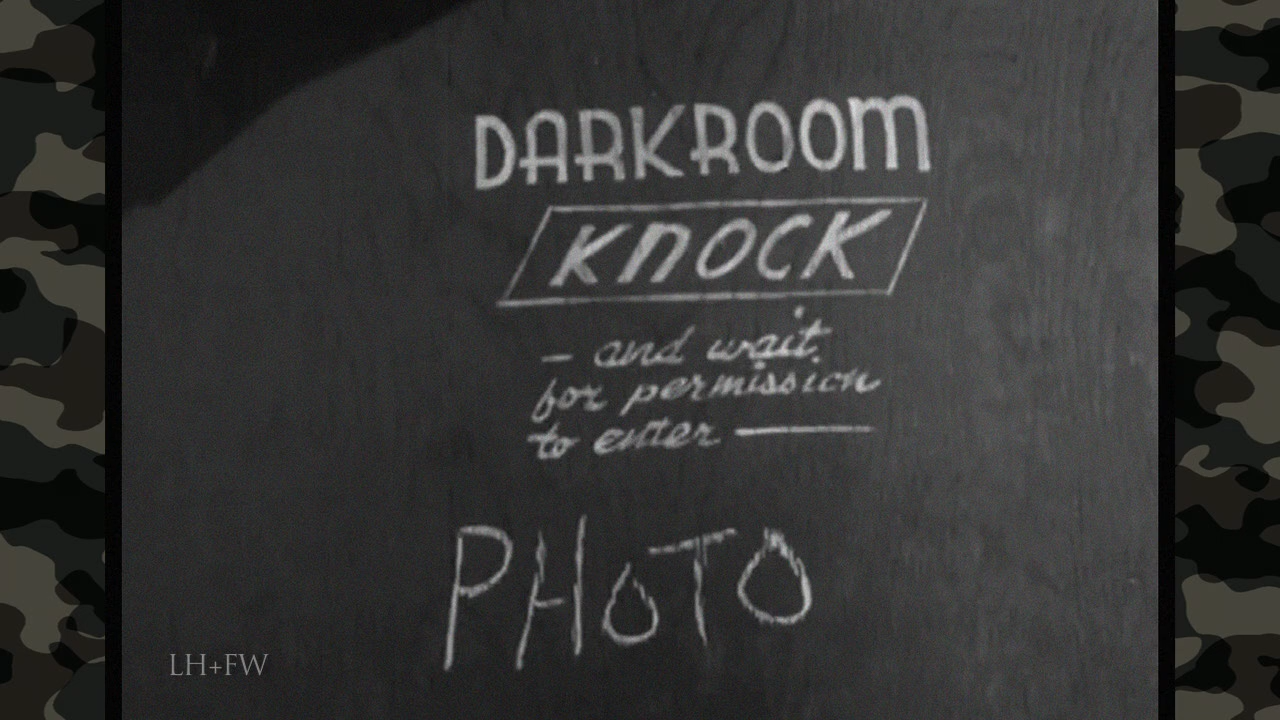 DARKROOM
KNOCK
- and wait
for permission
to enter —
PHOTO
LH+FW